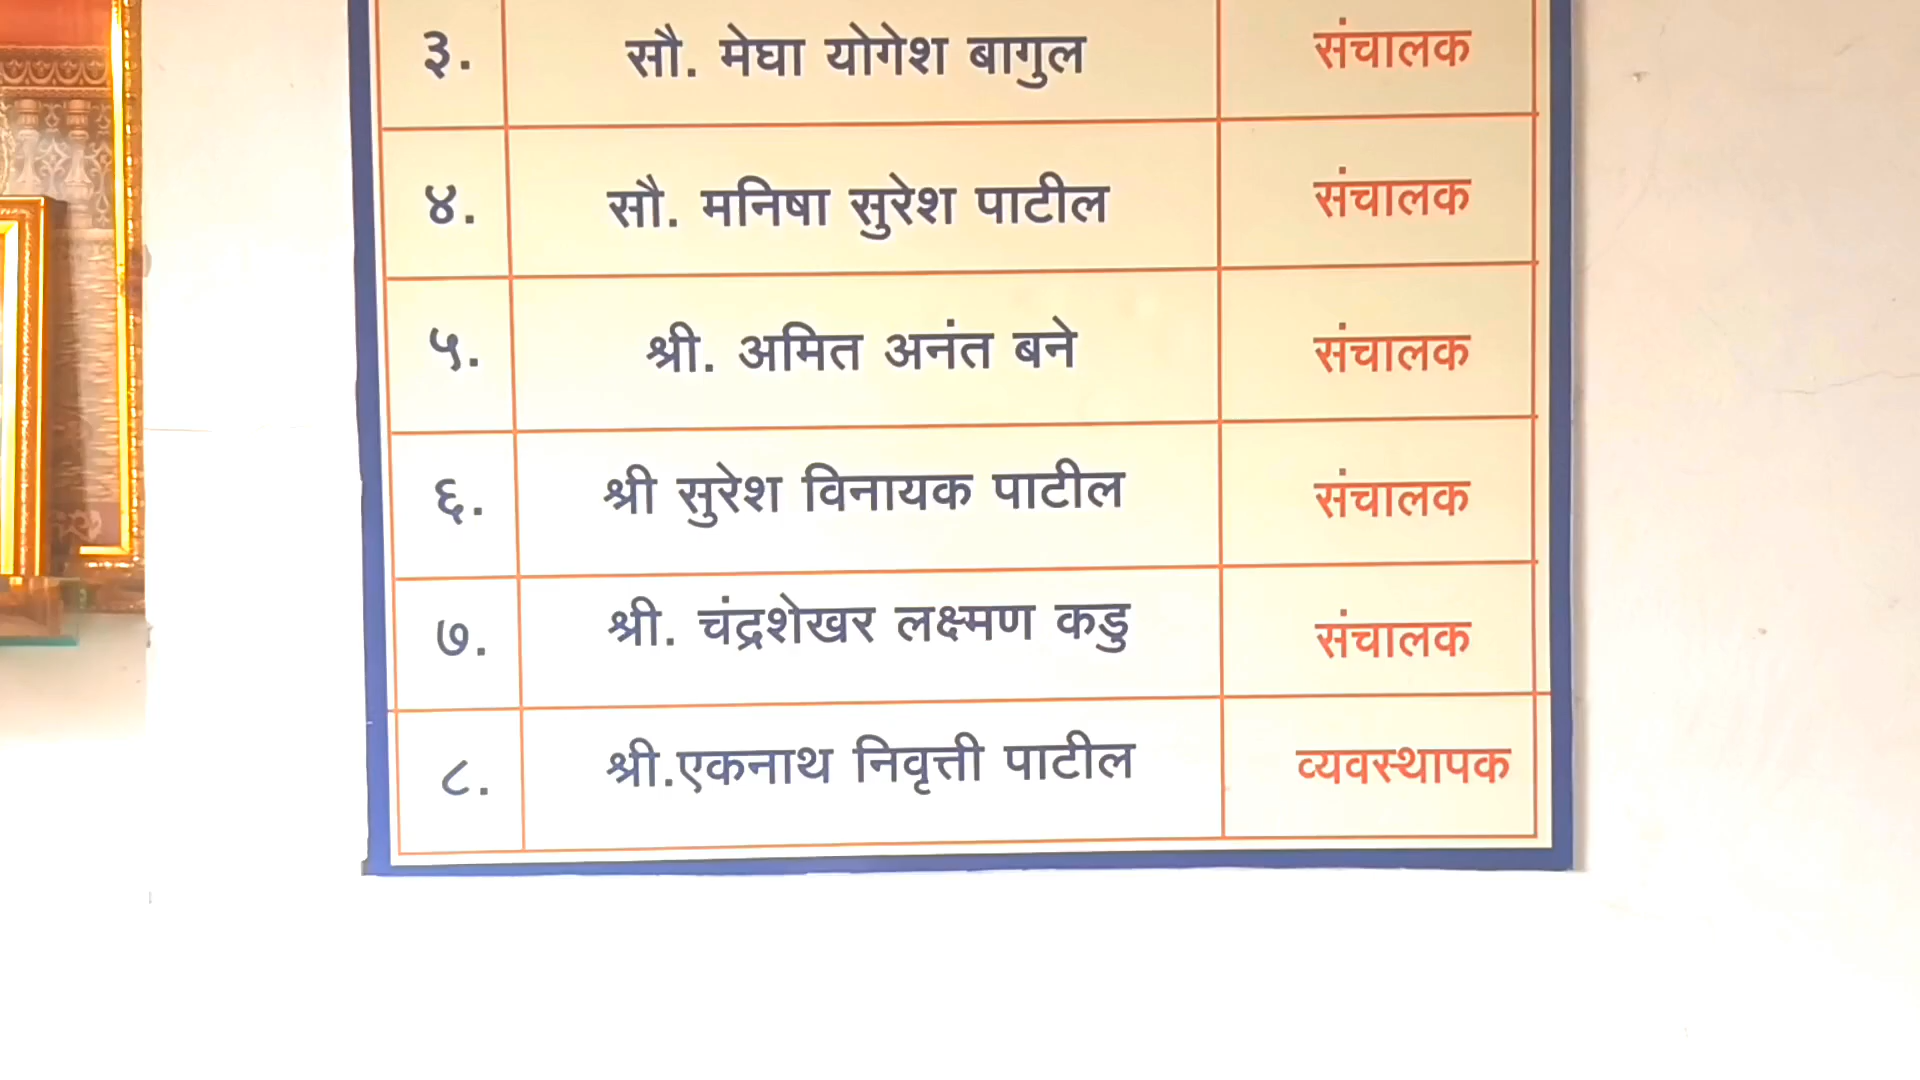 ३. सौ. मेघा योगेश बागुल संचालक
४. सौ. मनिषा सुरेश पाटील संचालक
५. श्री. अमित अनंत बने संचालक
६. श्री सुरेश विनायक पाटील संचालक
७. श्री. चंद्रशेखर लक्ष्मण कडु संचालक
८. श्री.एकनाथ निवृत्ती पाटील व्यवस्थापक